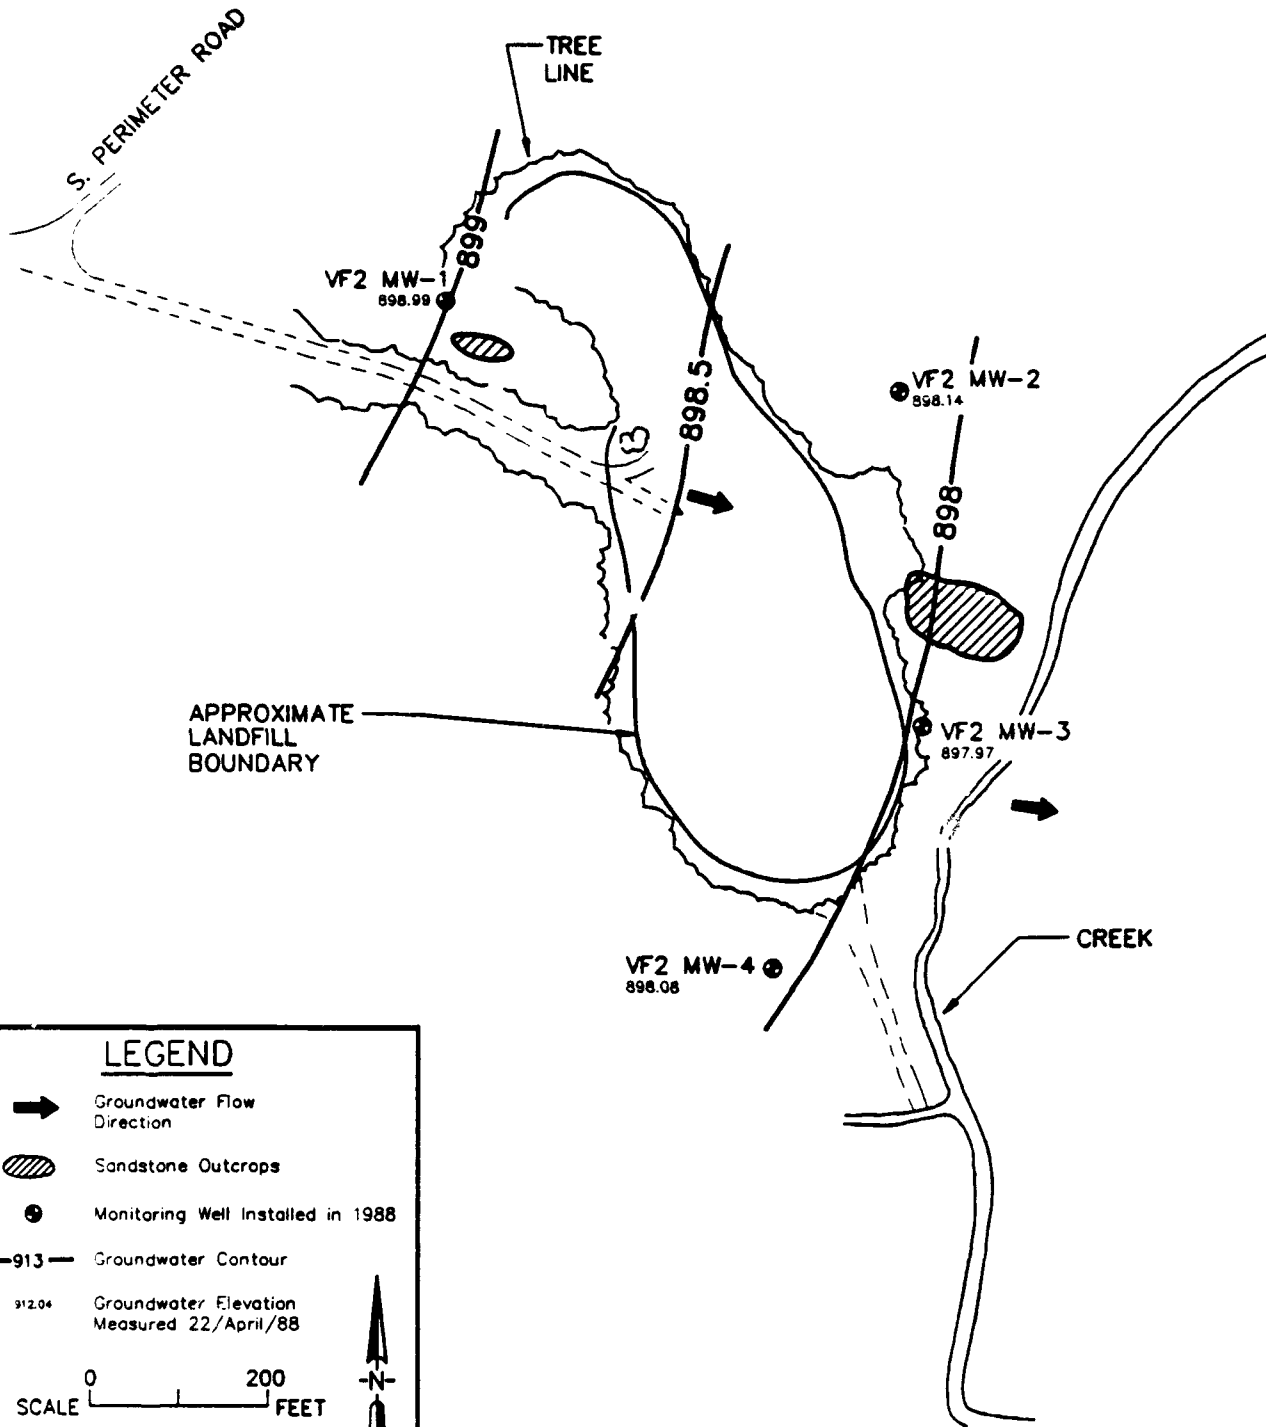 S. PERIMETER ROAD
TREE
LINE
899
VF2 MW-1
898.99
898.5
VF2 MW-2
898.14
898
APPROXIMATE
LANDFILL
BOUNDARY
VF2 MW-3
897.97
VF2 MW-4
898.08
CREEK
LEGEND
Groundwater Flow
Direction
Sandstone Outcrops
Monitoring Well Installed in 1988
913 Groundwater Contour
912.04 Groundwater Elevation
Measured 22/April/88
0 200
SCALE FEET
N